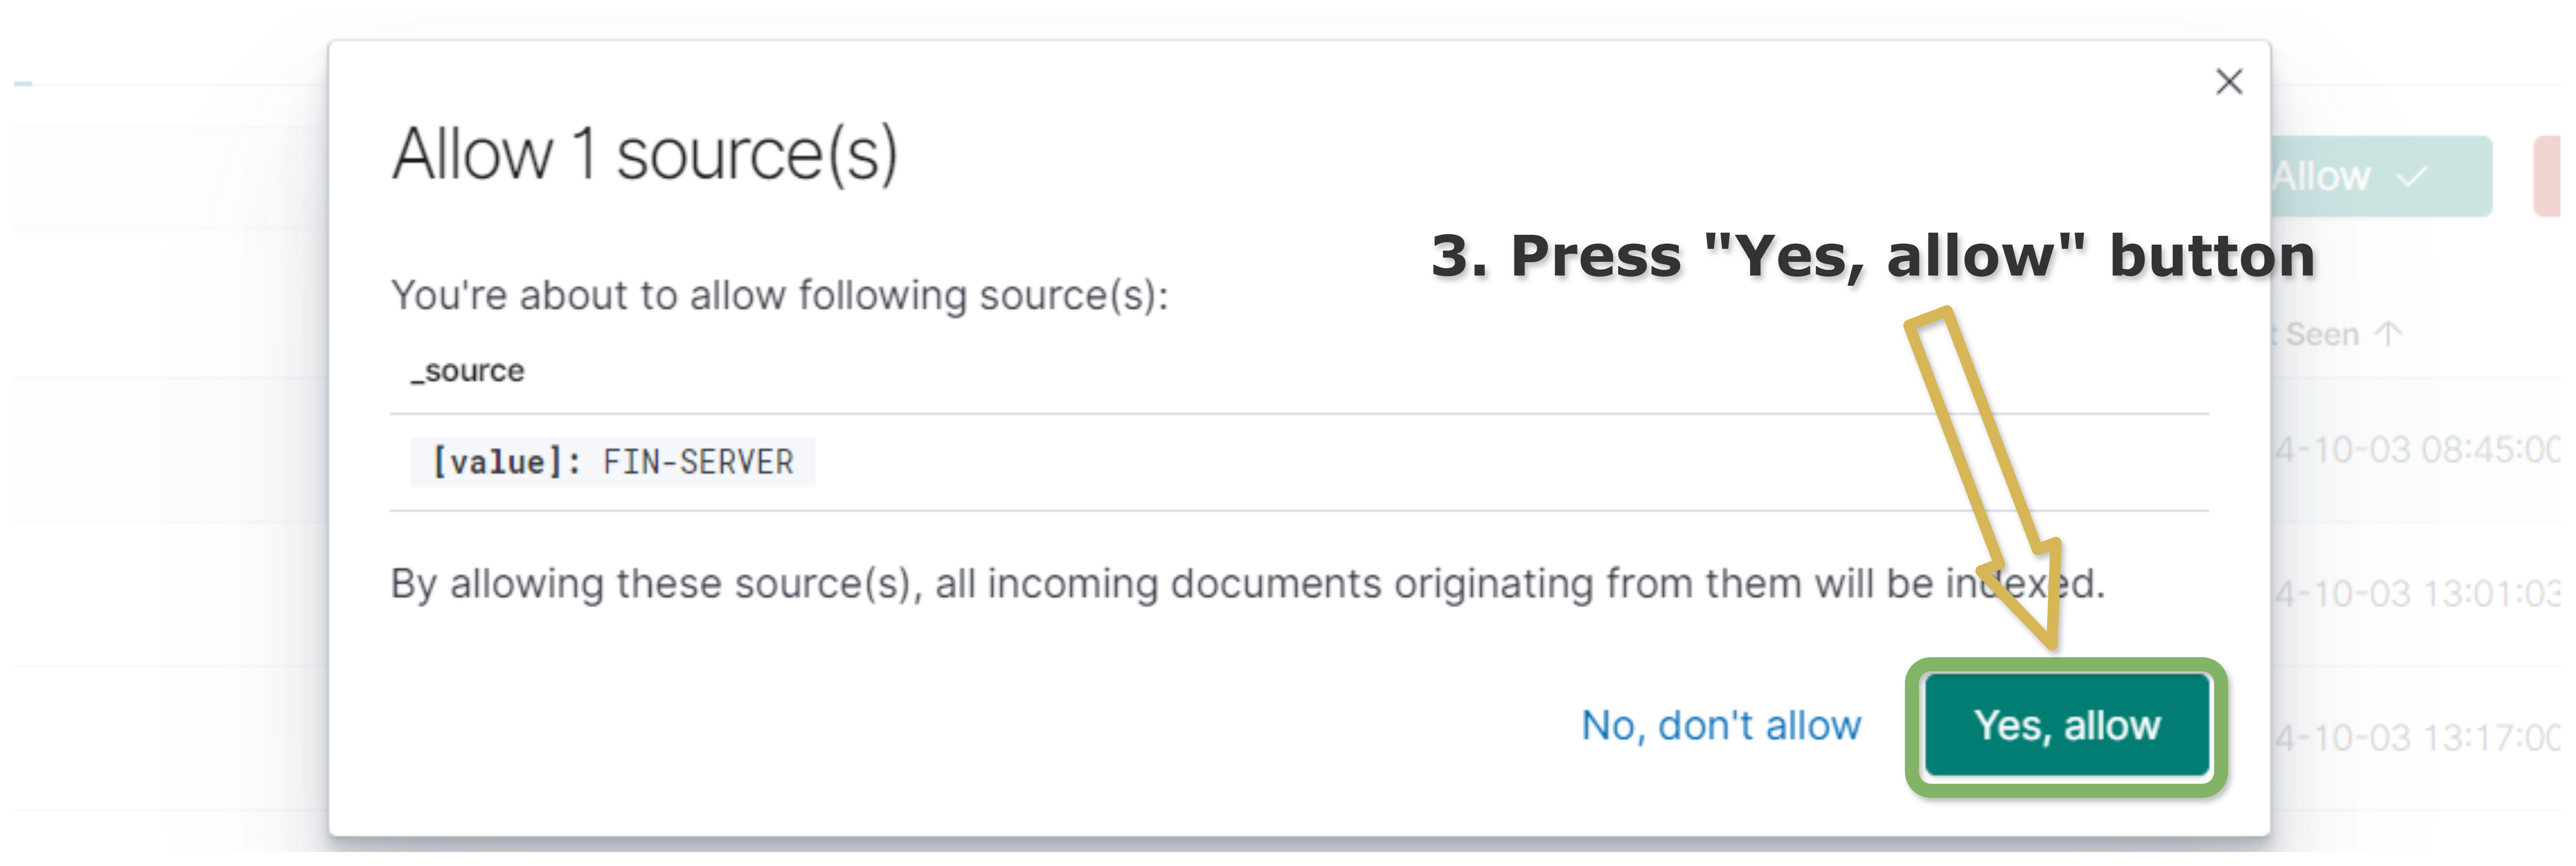 Allow 1 source(s)
Allow
3. Press "Yes, allow" button
You're about to allow following source(s):
Seen
_source
[value]: FIN-SERVER
4-10-03 08:45:00
By allowing these source(s), all incoming documents originating from them will be indexed.
4-10-03 13:01:03
No, don't allow
Yes, allow
4-10-03 13:17:00